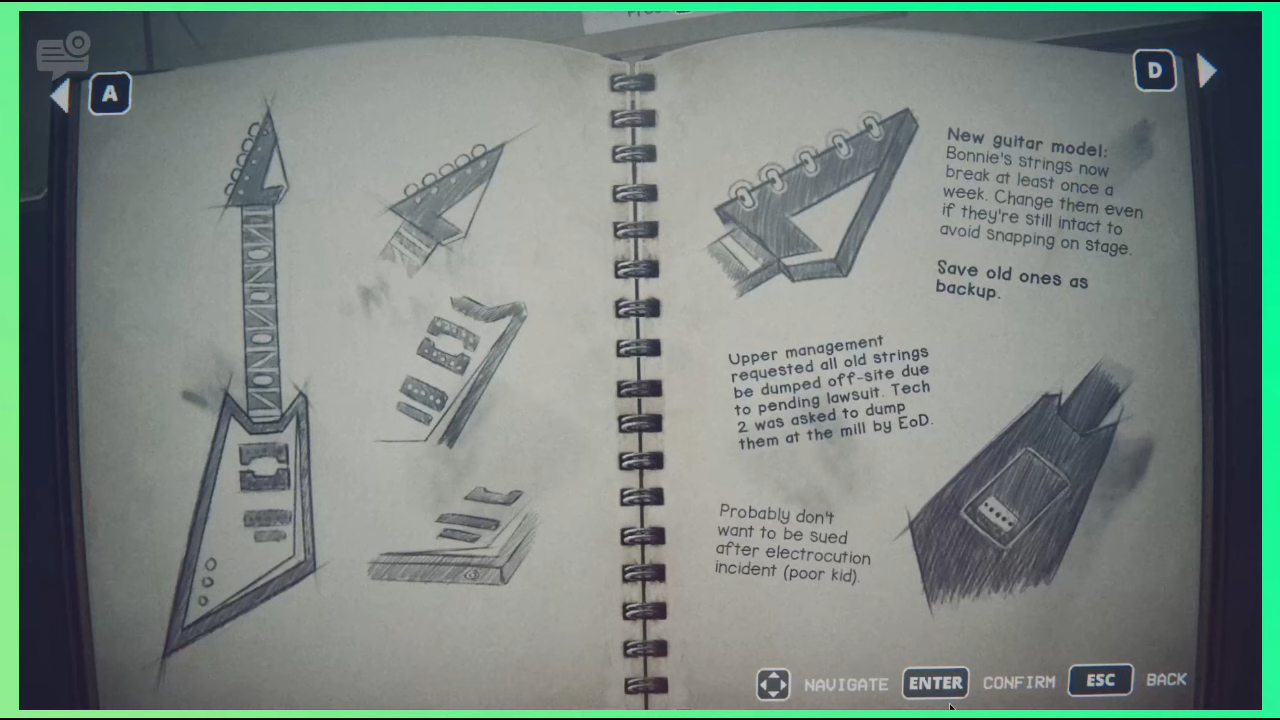 A
D
New guitar model:
Bonnie's strings now
break at least once a
week. Change them even
if they're still intact to
avoid snapping on stage.
Save old ones as
backup.
Upper management
requested all old strings
be dumped off-site due
to pending lawsuit. Tech
2 was asked to dump
them at the mill by EoD.
Probably don't
want to be sued
after electrocution
incident (poor kid).
NAVIGATE ENTER CONFIRM ESC BACK